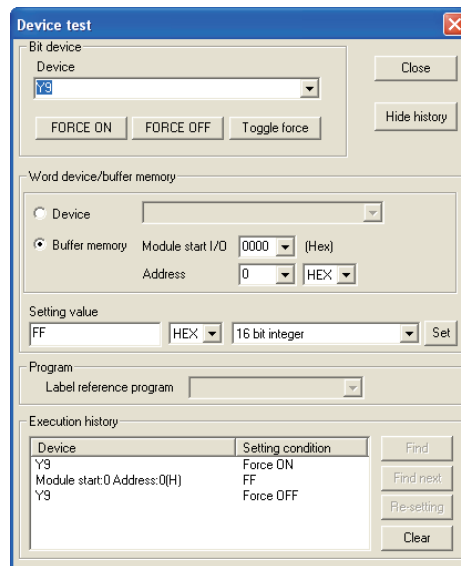 Device test
Bit device
Device
Close
Y9
FORCE ON FORCE OFF Toggle force
Hide history
Word device/buffer memory
Device
Buffer memory Module start I/O 0000 (Hex)
Address 0 HEX
Setting value
FF HEX 16 bit integer Set
Program
Label reference program
Execution history
Device Setting condition Find
Y9 Force ON
Module start:0 Address:0(H) FF Find next
Y9 Force OFF
Re-setting
Clear